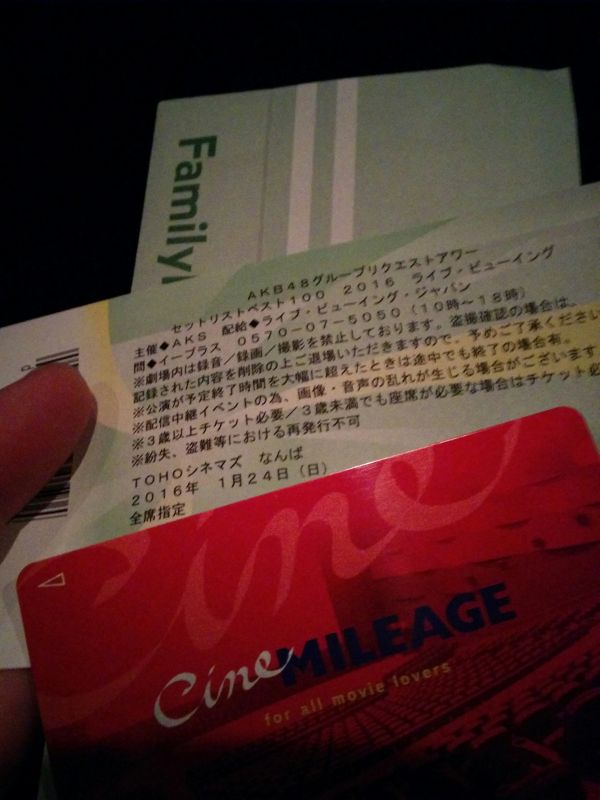 Family
AKB48グループリクエストアワー
セットリストベスト100 2016 ライブ・ビューイング
主催◆AKS 配給◆ライブ・ビューイング・ジャパン
問◆イープラス 0570-07-5050(10時~18時)
※劇場内は録音/録画/撮影を禁止しております。盗撮確認の場合は、
記録された内容を削除の上ご退場いただきますので、予めご了承ください
※公演が予定終了時間を大幅に超えたときは途中でも終了の場合有。
※配信中継イベントの為、画像・音声の乱れが生じる場合がございます
※3歳以上チケット必要/3歳未満でも座席が必要な場合はチケット必
※紛失、盗難等における再発行不可
TOHOシネマズ なんば
2016年 1月24日(日)
全席指定
Cine
Cine MILEAGE
for all movie lovers